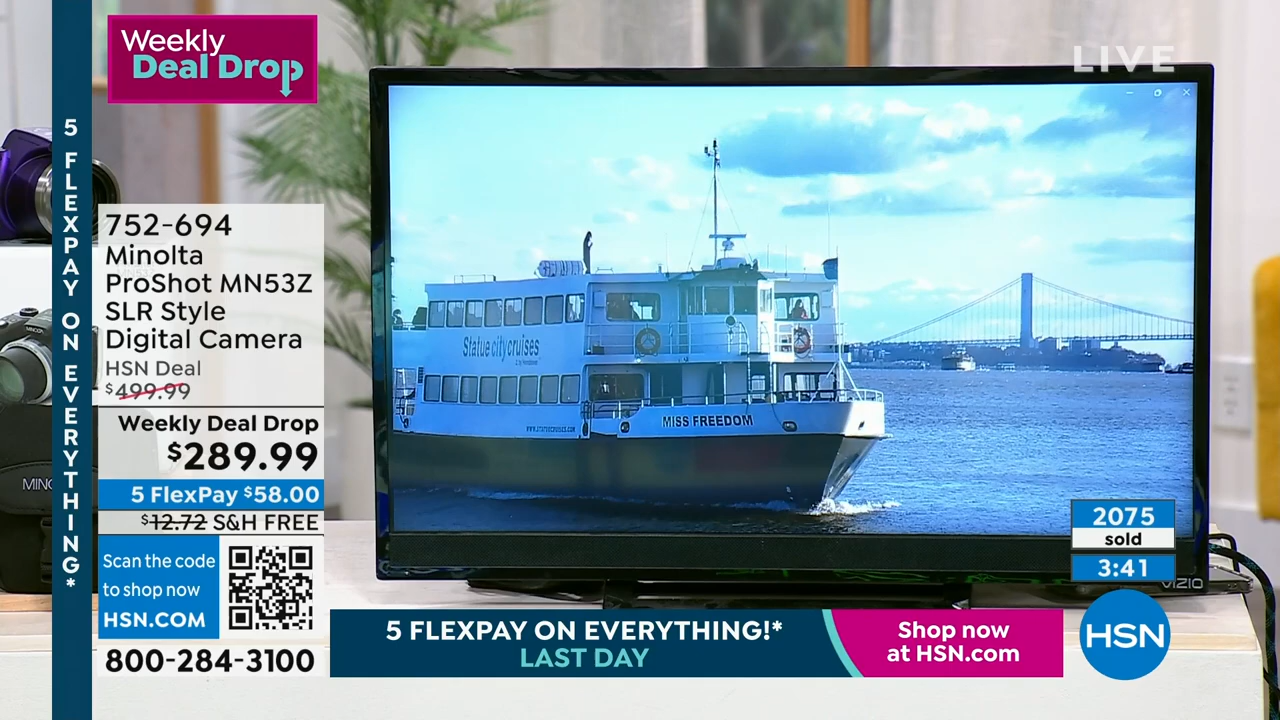 Weekly
Deal Drop
LIVE
5 FLEXPAY ON EVERYTHING!*
752-694
Minolta
ProShot MN53Z
SLR Style
Digital Camera
HSN Deal
$499.99
Weekly Deal Drop
$289.99
5 FlexPay $58.00
$12.72 S&H FREE
Scan the code
to shop now
HSN.COM
800-284-3100
Statue city cruises
MISS FREEDOM
2075
sold
3:41
VIZIO
5 FLEXPAY ON EVERYTHING!*
LAST DAY
Shop now
at HSN.com
HSN